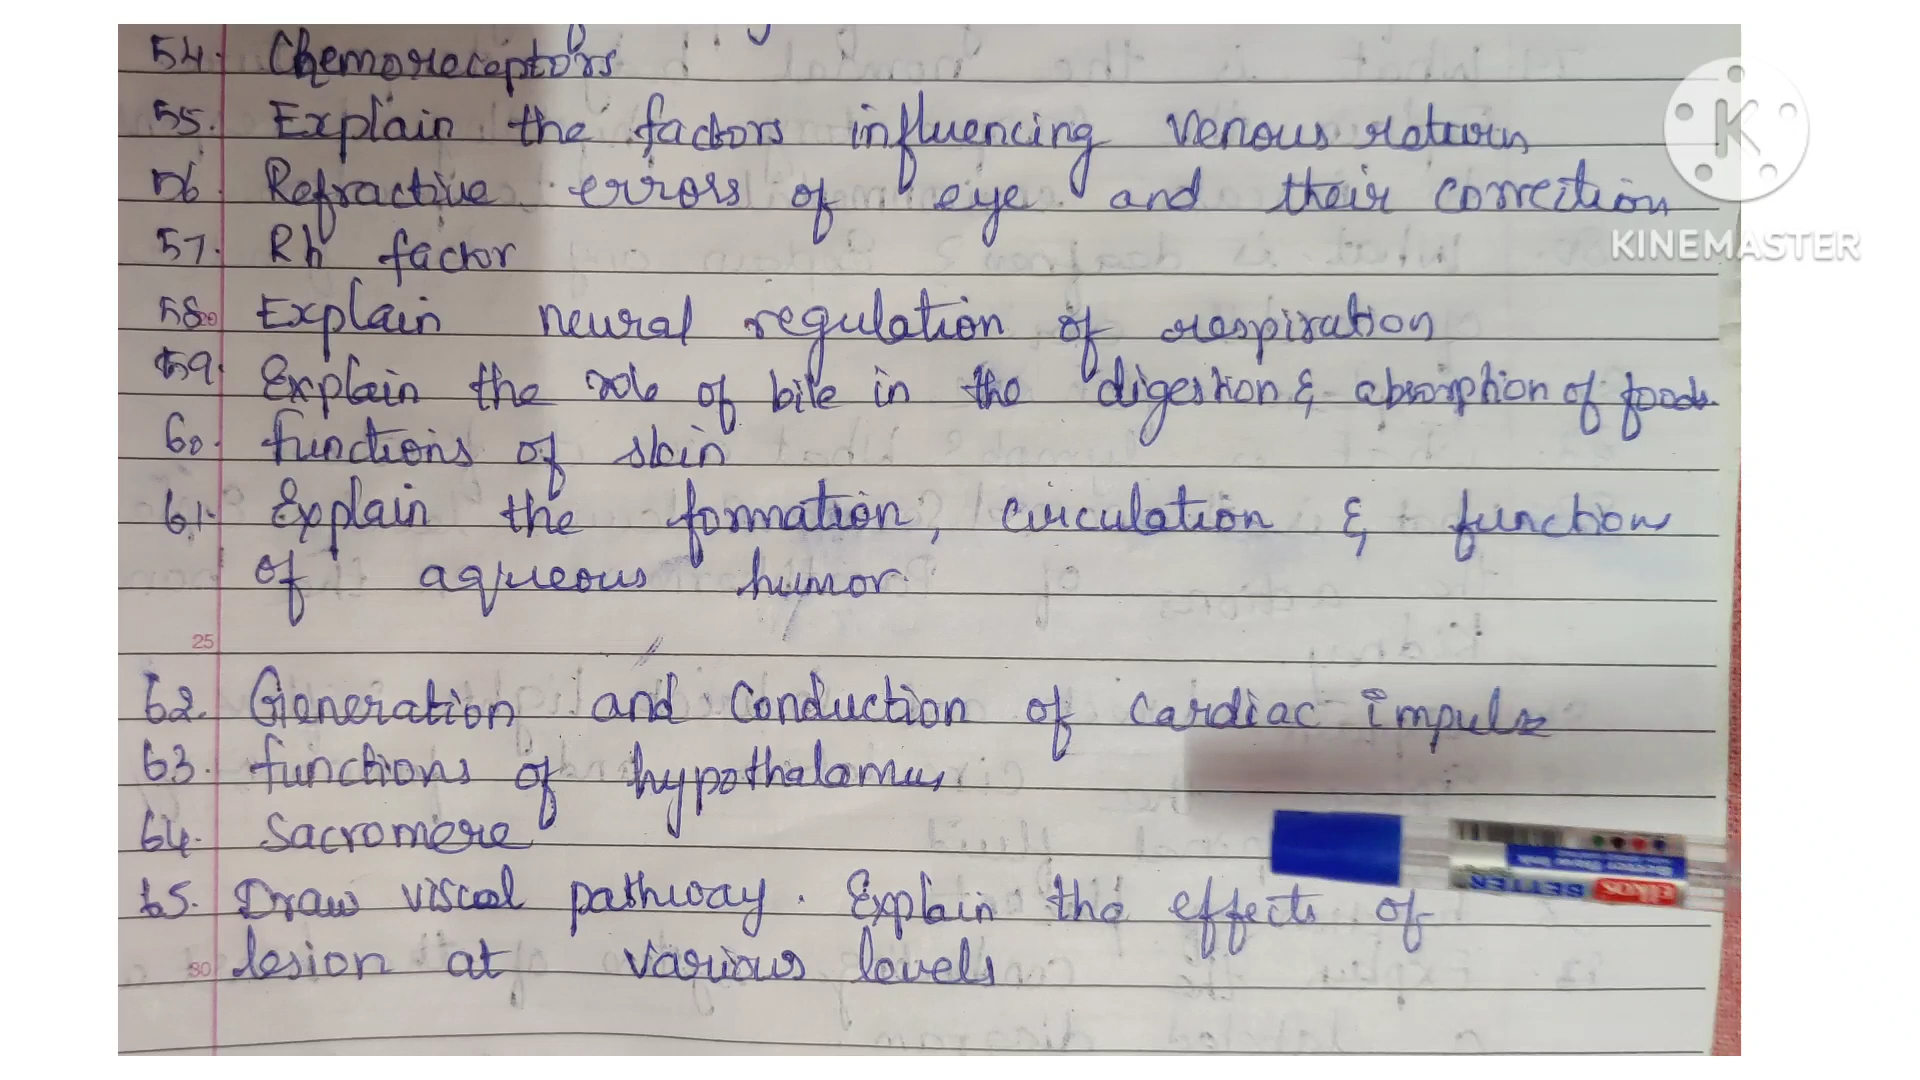 54. Chemoreceptors
55. Explain the factors influencing venous return
56 Refractive errors of eye and their correction
57. Rh factor
58. Explain neural regulation of respiration
59. Explain the role of bile in the digestion & absorption of foods
60. functions of skin
61. Explain the formation, circulation & function
of aqueous humor
25
62. Generation and Conduction of Cardiac impulse
63. functions of hypothalamus
64. Sacromere
65. Draw viscal pathway. Explain the effects of
30 lesion at various levels
KINEMASTER
BETTER